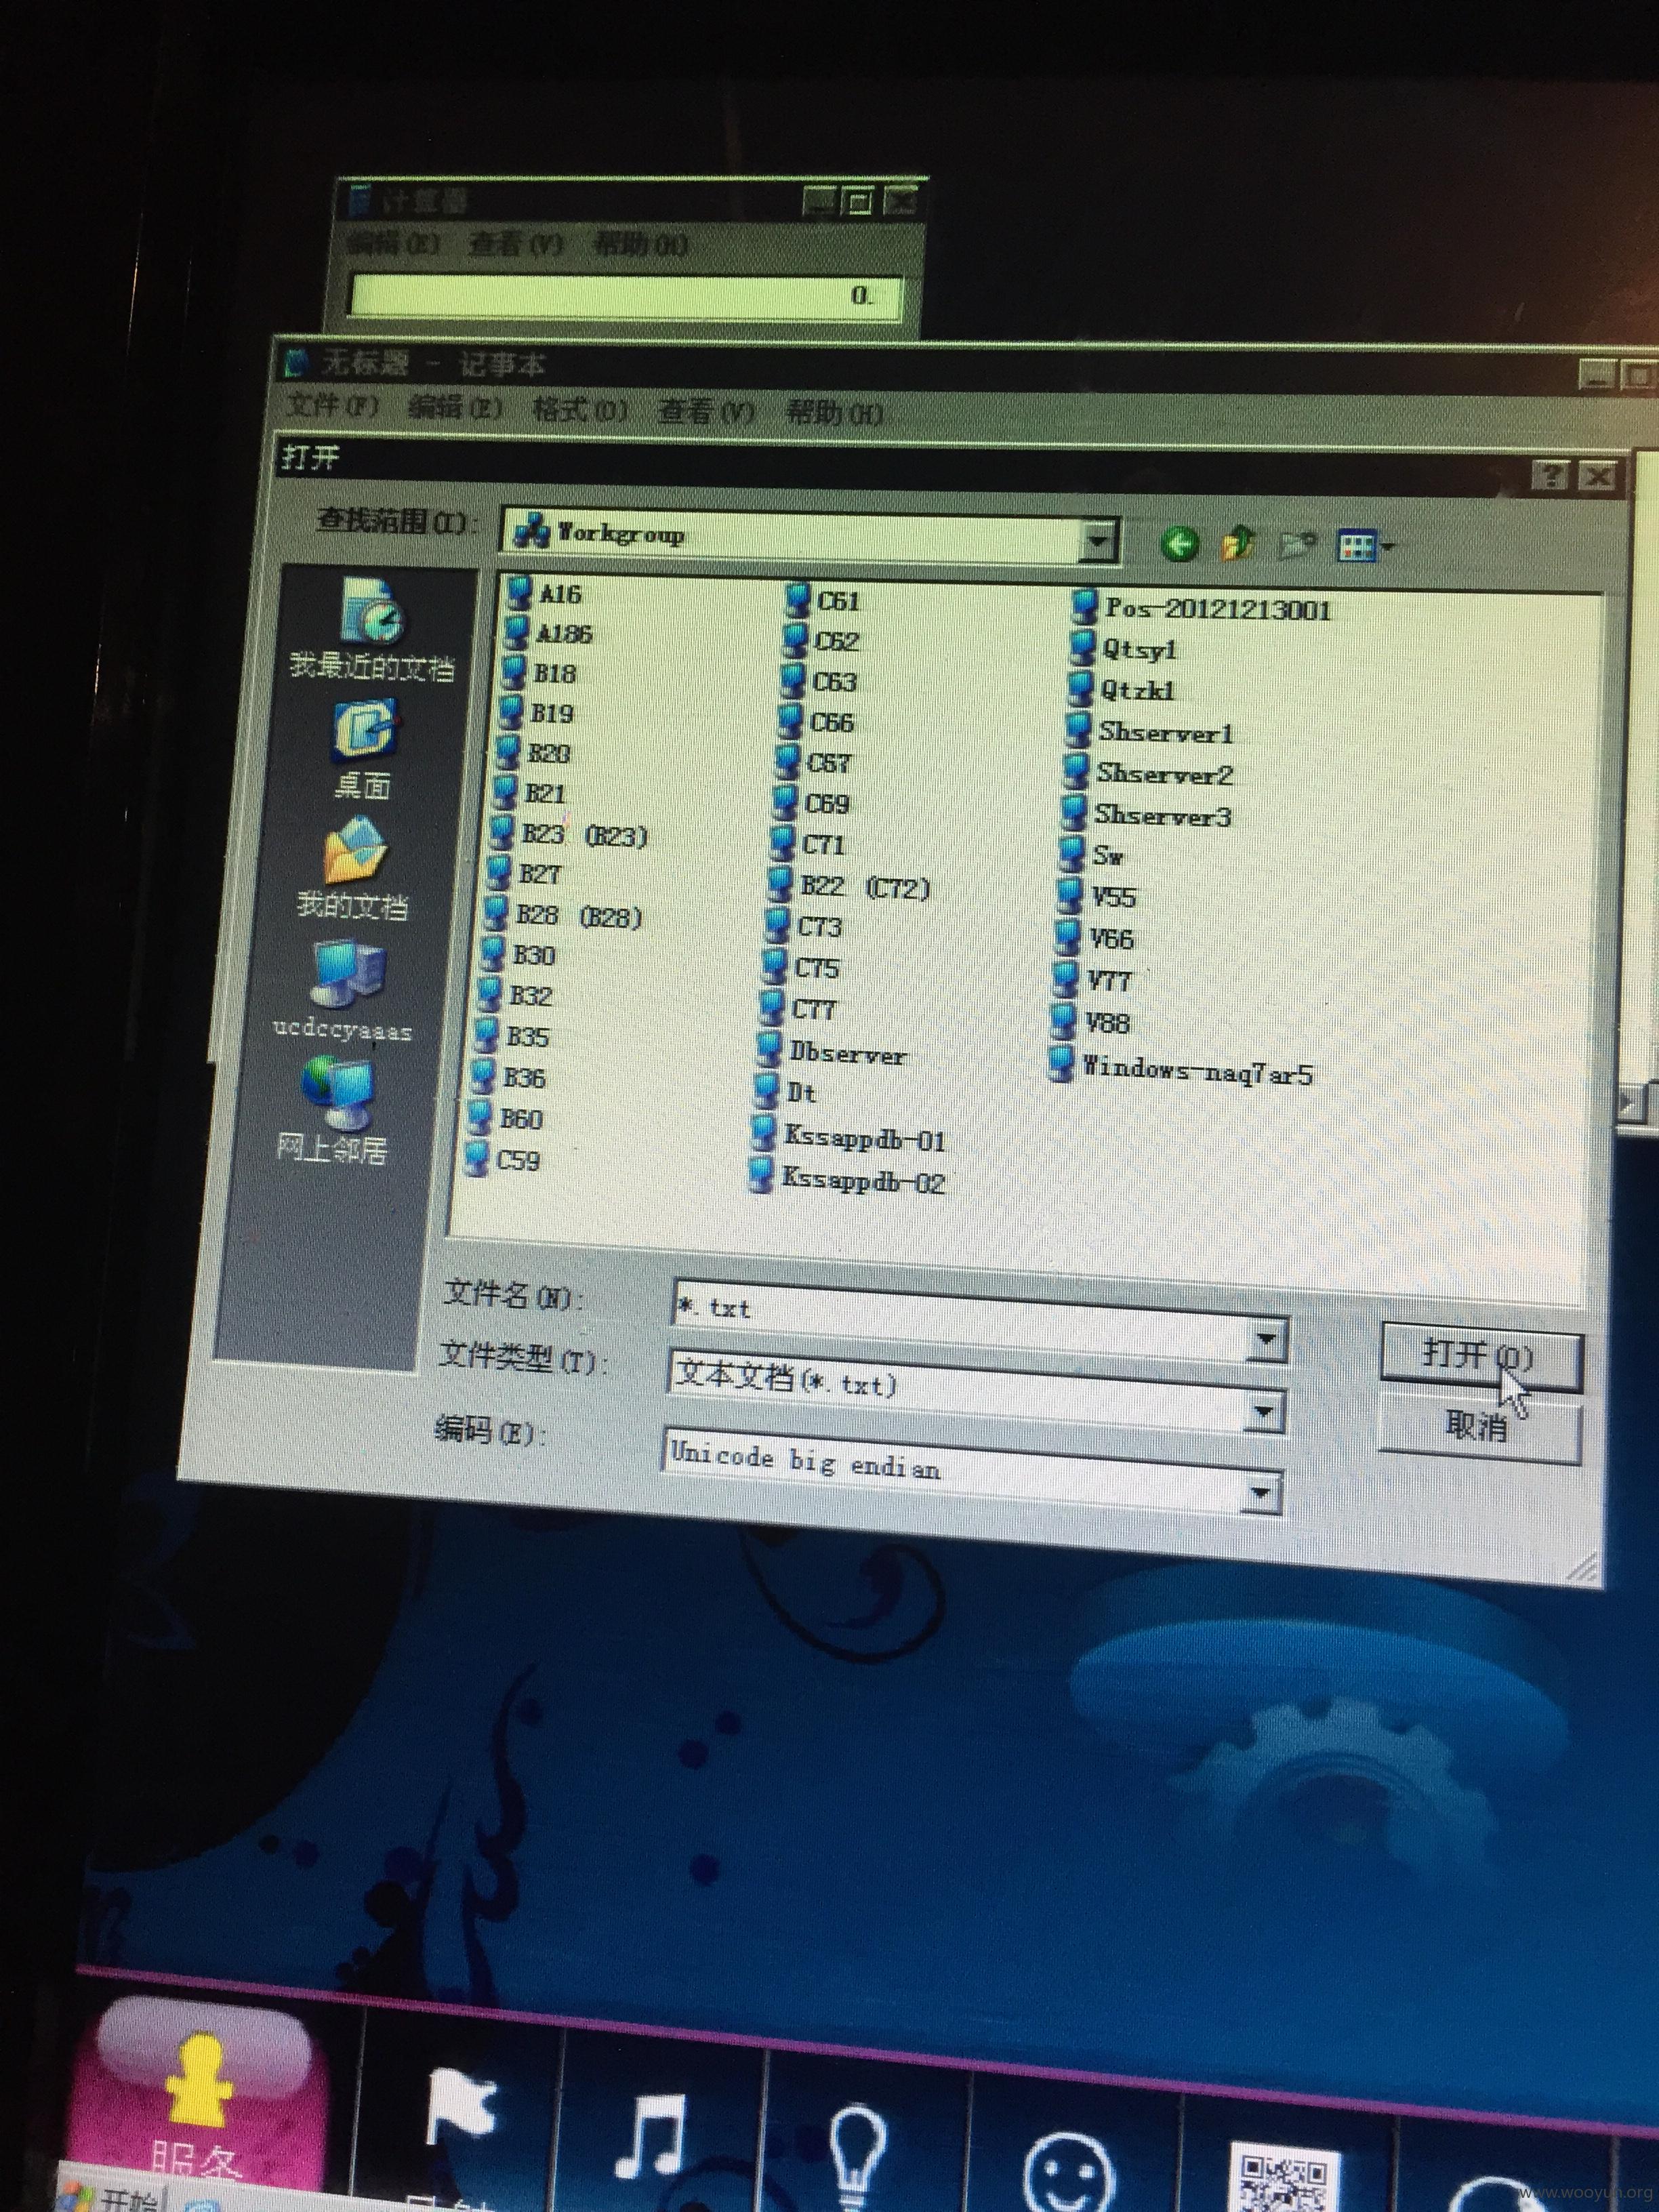 计算器
编辑(E) 查看(V) 帮助(H)
0.
无标题 - 记事本
文件(F) 编辑(E) 格式(O) 查看(V) 帮助(H)
打开
查找范围(I): Workgroup
我最近的文档
桌面
我的文档
ucdccyaaas
网上邻居
A16
A186
B18
B19
B20
B21
B23 (B23)
B27
B28 (B28)
B30
B32
B35
B36
B60
C59
C61
C62
C63
C66
C67
C69
C71
B22 (C72)
C73
C75
C77
Dbserver
Dt
Kssappdb-01
Kssappdb-02
Pos-20121213001
Qtsy1
Qtzk1
Shserver1
Shserver2
Shserver3
Sw
V55
V66
V77
V88
Windows-naq7ar5
文件名(N): *.txt
文件类型(T): 文本文档(*.txt)
编码(E): Unicode big endian
打开(O)
取消
服务
开始
www.wooyun.org